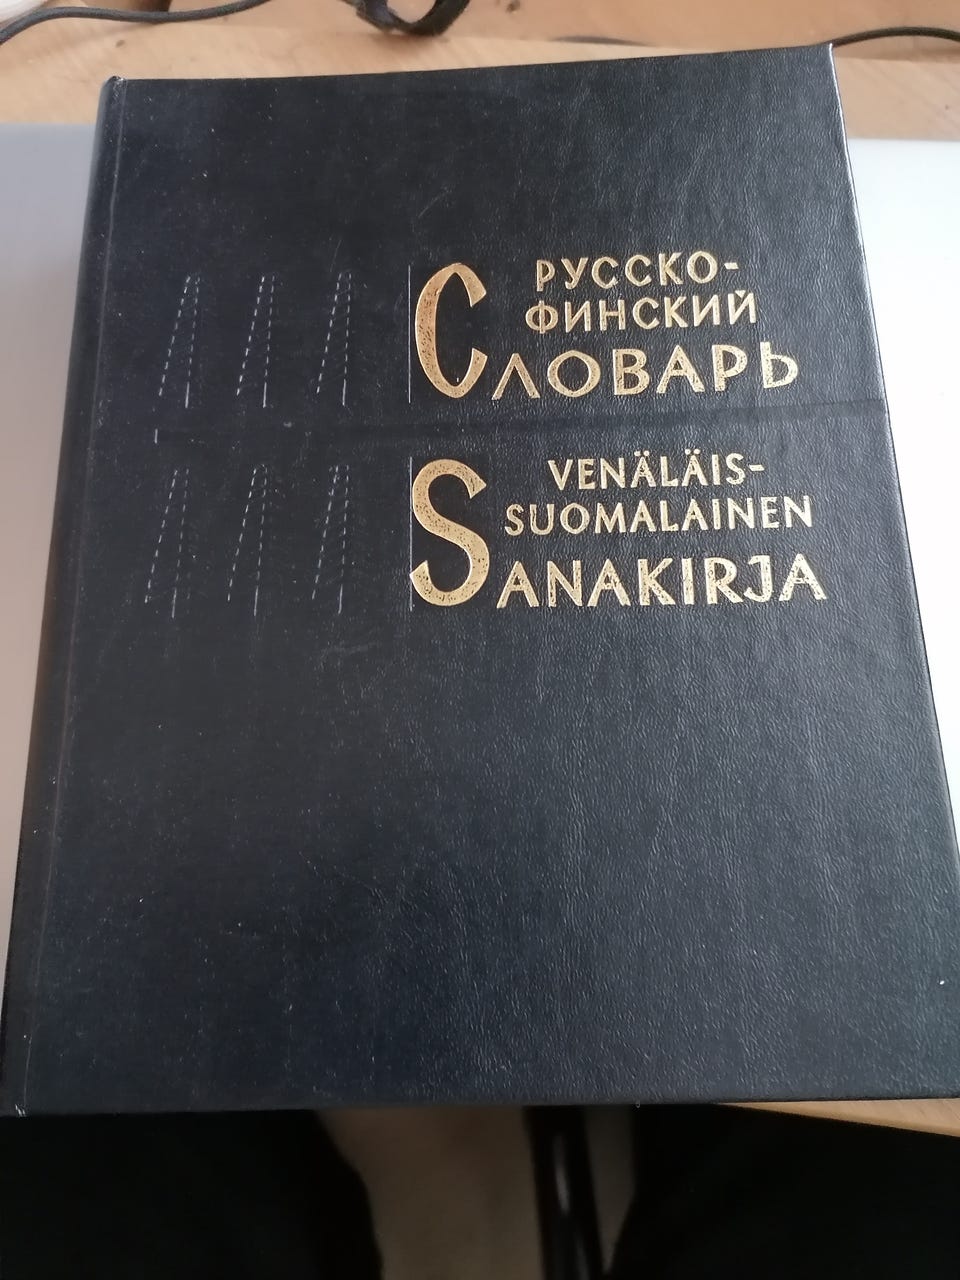 РУССКО-
ФИНСКИЙ
СЛОВАРЬ
VENÄLÄIS-
SUOMALAINEN
SANAKIRJA